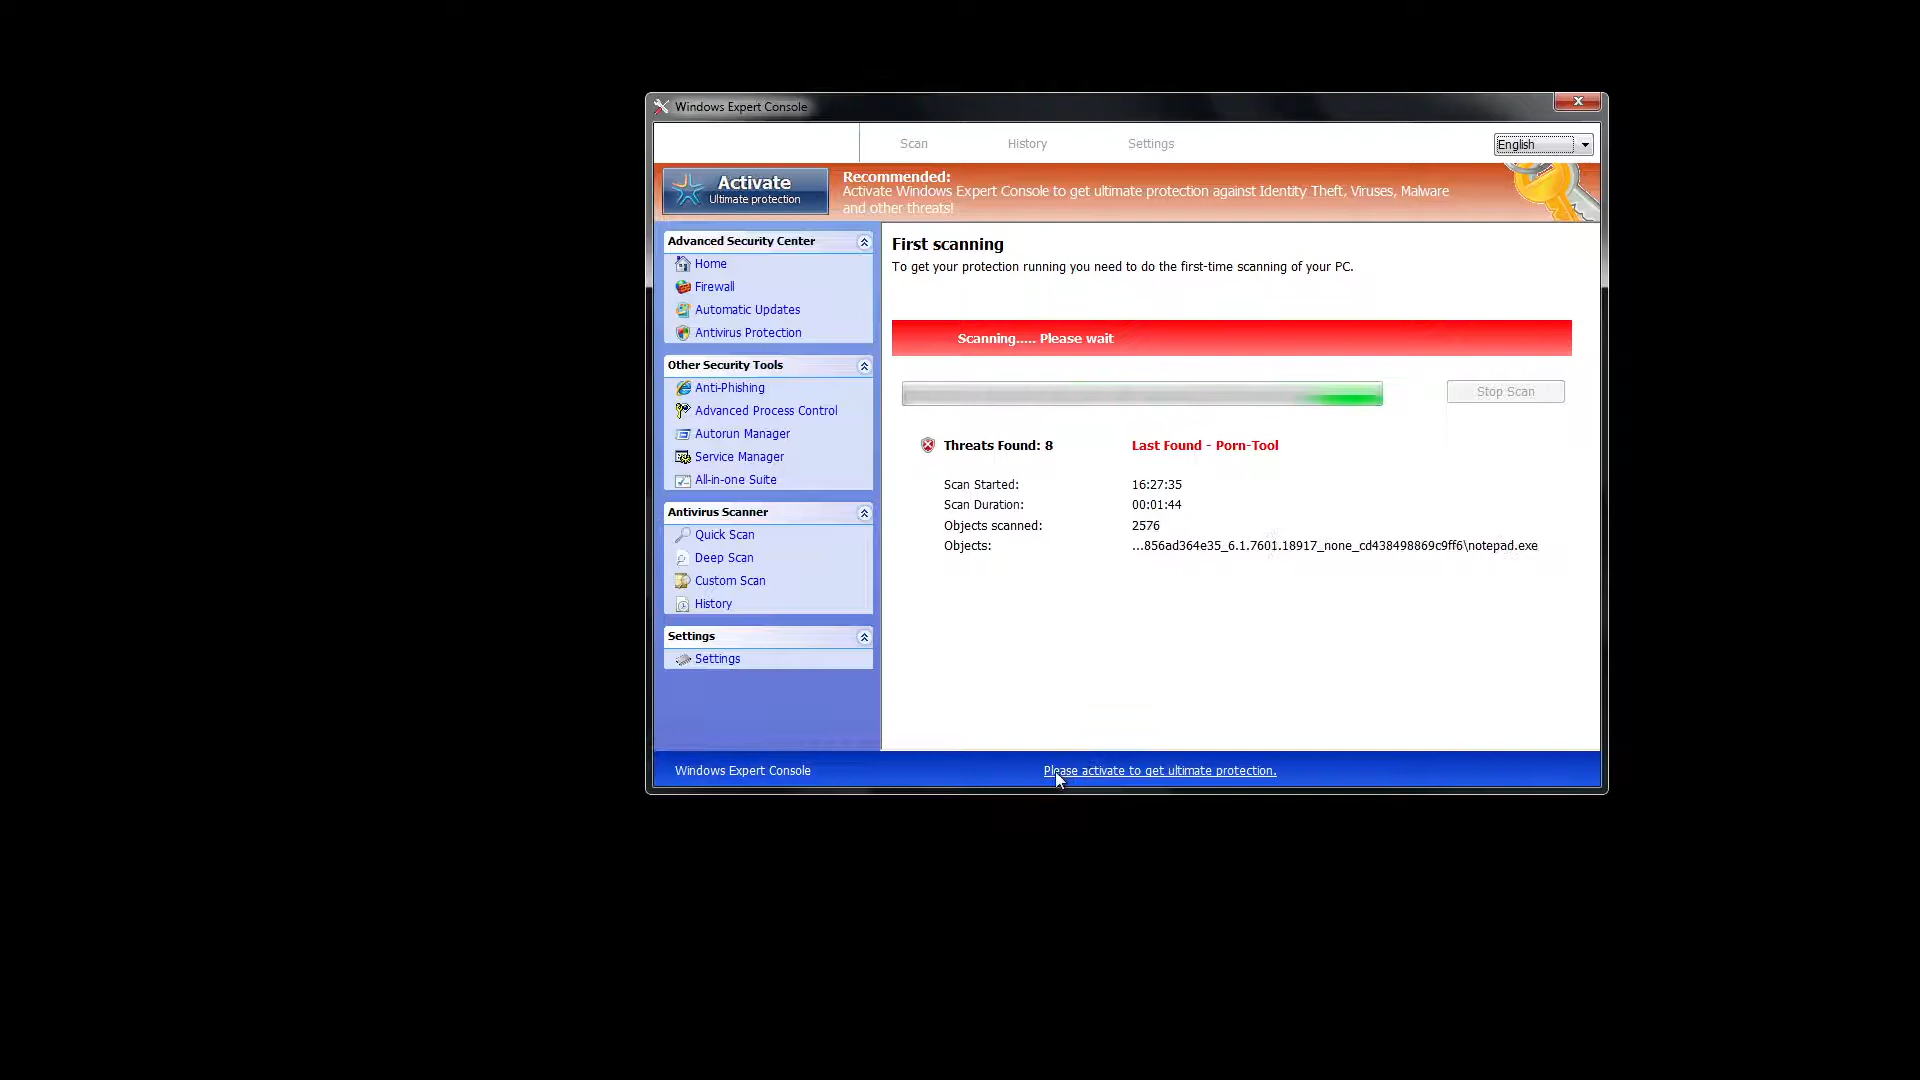 Windows Expert Console
Scan History Settings English
Activate
Ultimate protection
Recommended:
Activate Windows Expert Console to get ultimate protection against Identity Theft, Viruses, Malware
and other threats!
Advanced Security Center
Home
Firewall
Automatic Updates
Antivirus Protection
Other Security Tools
Anti-Phishing
Advanced Process Control
Autorun Manager
Service Manager
All-in-one Suite
Antivirus Scanner
Quick Scan
Deep Scan
Custom Scan
History
Settings
Settings
First scanning
To get your protection running you need to do the first-time scanning of your PC.
Scanning..... Please wait
Stop Scan
Threats Found: 8 Last Found - Porn-Tool
Scan Started: 16:27:35
Scan Duration: 00:01:44
Objects scanned: 2576
Objects: ...856ad364e35_6.1.7601.18917_none_cd438498869c9ff6\notepad.exe
Windows Expert Console Please activate to get ultimate protection.